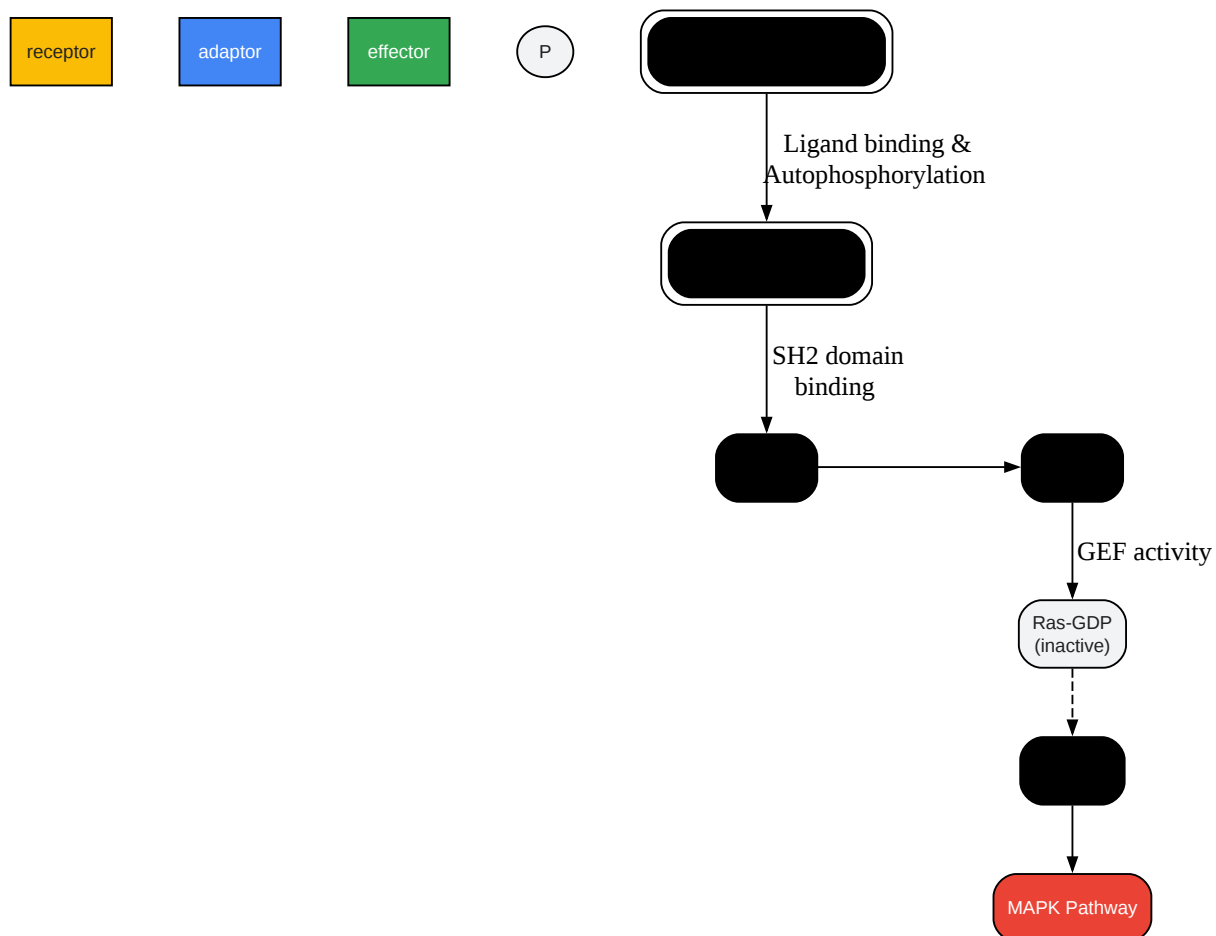 receptor
adaptor
effector
P
Ligand binding &
Autophosphorylation
SH2 domain
binding
GEF activity
Ras-GDP
(inactive)
MAPK Pathway